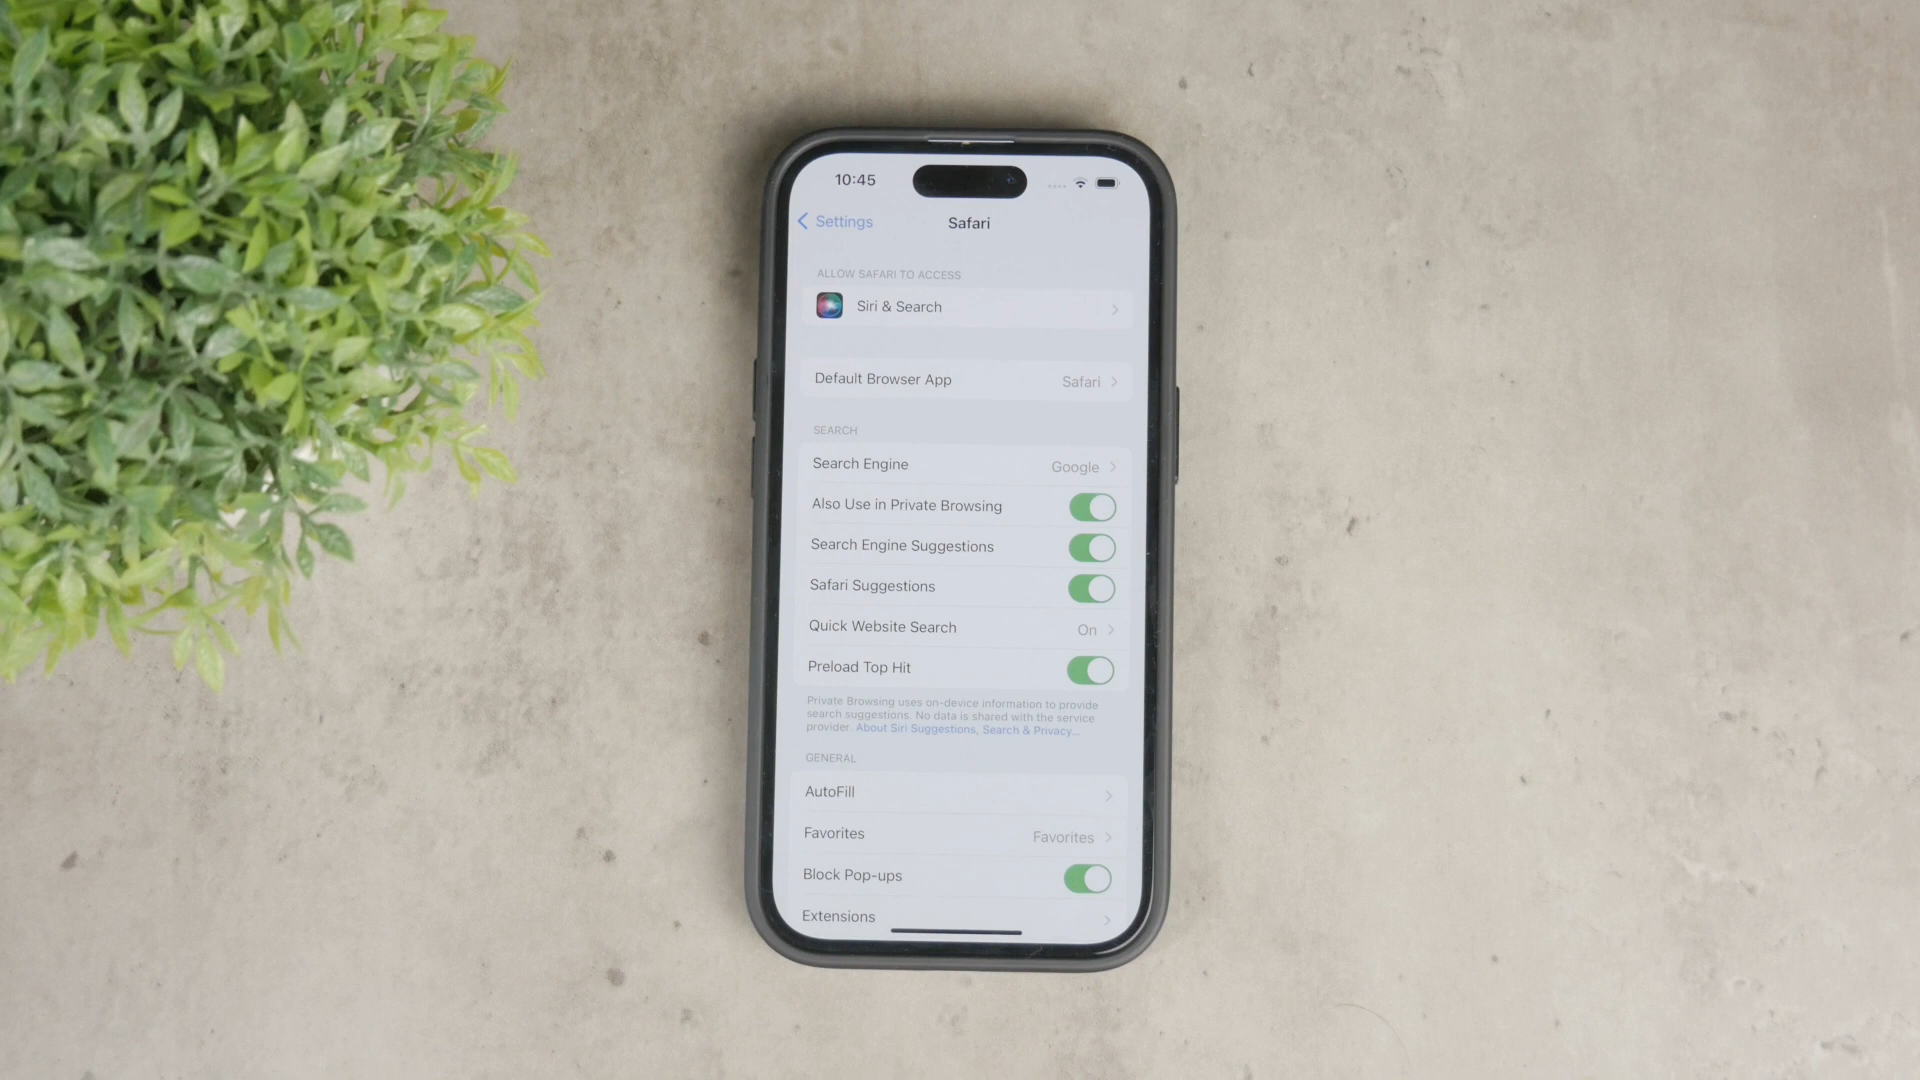 10:45
Settings
Safari
ALLOW SAFARI TO ACCESS
Siri & Search
Default Browser App Safari
SEARCH
Search Engine Google
Also Use in Private Browsing
Search Engine Suggestions
Safari Suggestions
Quick Website Search On
Preload Top Hit
Private Browsing uses on-device information to provide
search suggestions. No data is shared with the service
provider. About Siri Suggestions, Search & Privacy...
GENERAL
AutoFill
Favorites Favorites
Block Pop-ups
Extensions